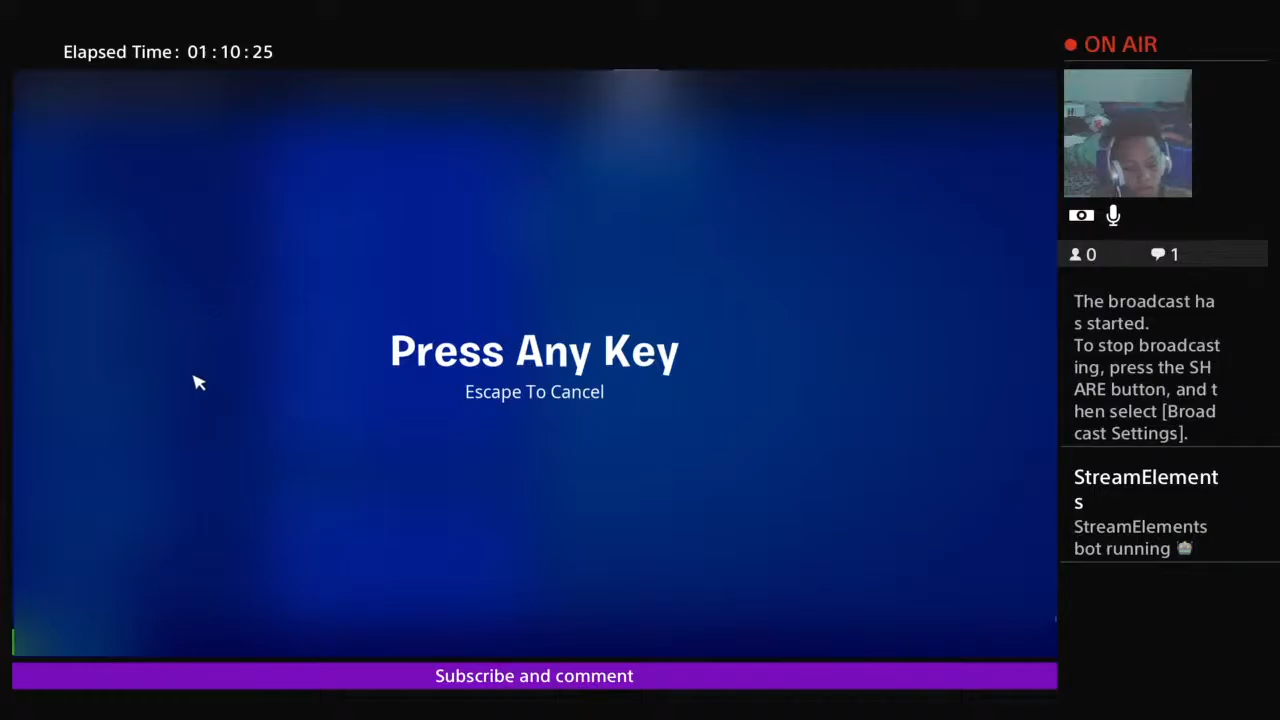 Elapsed Time: 01:10:25
ON AIR
0 1
The broadcast ha
s started.
To stop broadcast
ing, press the SH
ARE button, and t
hen select [Broad
cast Settings].
StreamElement
s
StreamElements
bot running
Press Any Key
Escape To Cancel
Subscribe and comment